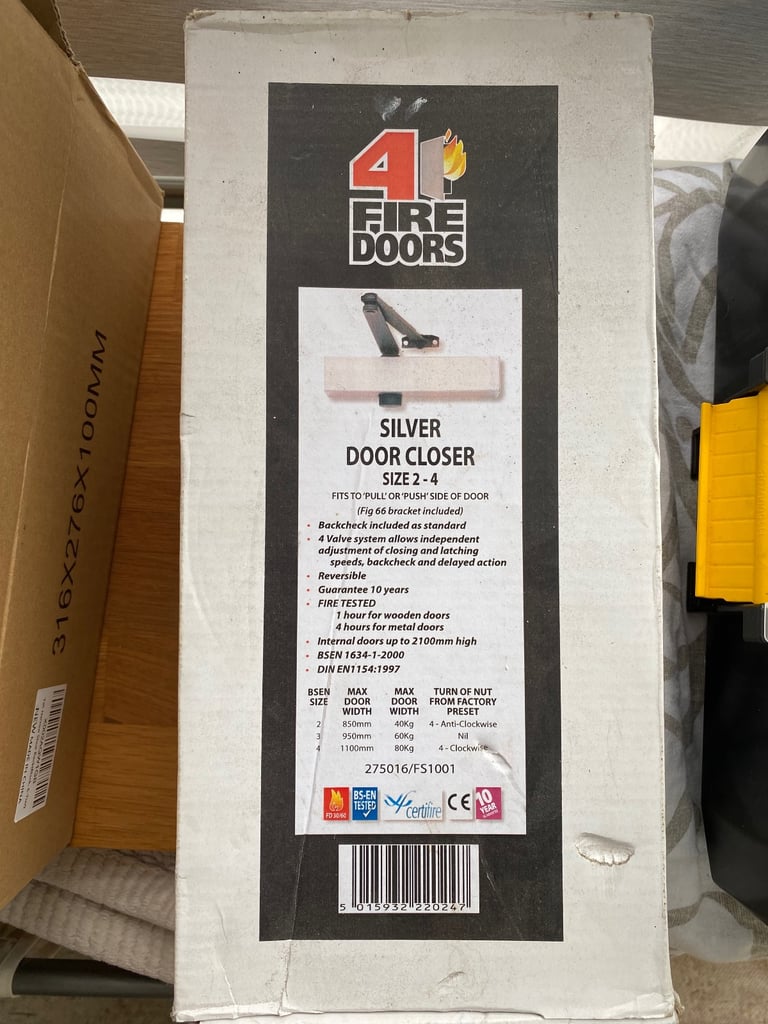 4
FIRE
DOORS
SILVER
DOOR CLOSER
SIZE 2 - 4
FITS TO 'PULL' OR 'PUSH' SIDE OF DOOR
(Fig 66 bracket included)
• Backcheck included as standard
• 4 Valve system allows independent
adjustment of closing and latching
speeds, backcheck and delayed action
• Reversible
• Guarantee 10 years
• FIRE TESTED
1 hour for wooden doors
4 hours for metal doors
• Internal doors up to 2100mm high
• BSEN 1634-1-2000
• DIN EN1154:1997
BSEN SIZE MAX DOOR WIDTH MAX DOOR WIDTH TURN OF NUT FROM FACTORY PRESET
2 850mm 40Kg 4 - Anti-Clockwise
3 950mm 60Kg Nil
4 1100mm 80Kg 4 - Clockwise
275016/FS1001
FD 30/60
BS-EN
TESTED
certifire
CE
10
YEAR
5 015932 220247
316X276X100MM